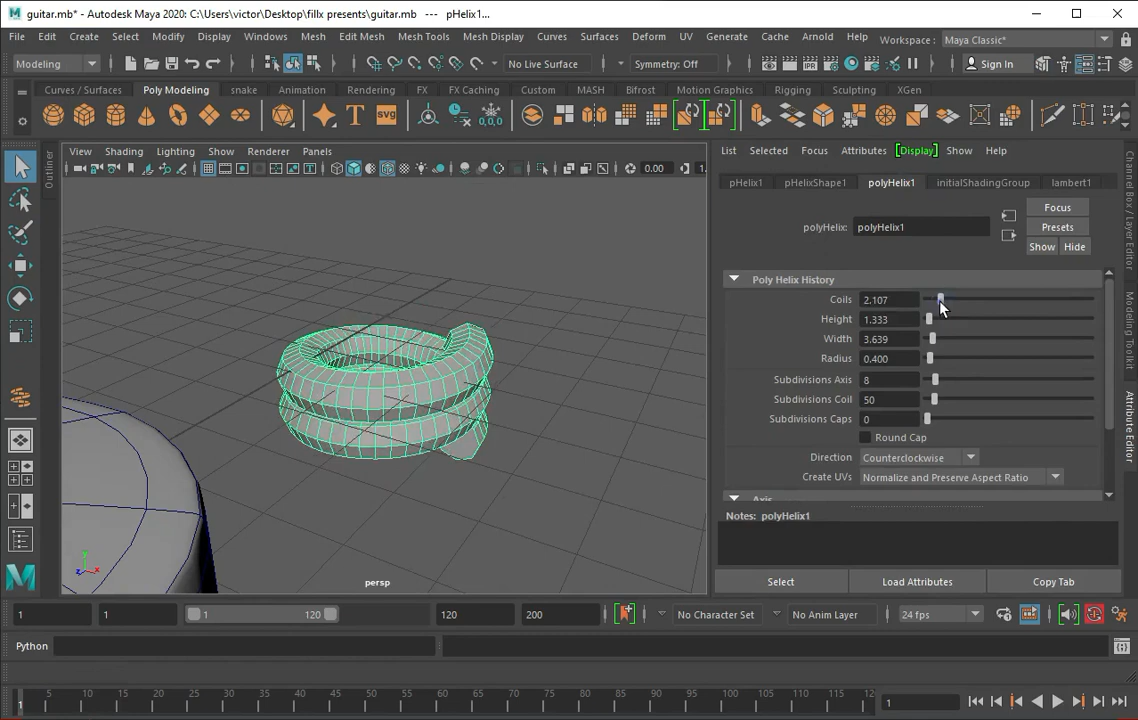 guitar.mb* - Autodesk Maya 2020: C:\Users\victor\Desktop\fillx presents\guitar.mb --- pHelix1...
File Edit Create Select Modify Display Windows Mesh Edit Mesh Mesh Tools Mesh Display Curves Surfaces Deform UV Generate Cache Arnold Help Workspace : Maya Classic*
Modeling No Live Surface Symmetry: Off IPR Sign In
Curves / Surfaces Poly Modeling snake Animation Rendering FX FX Caching Custom MASH Bifrost Motion Graphics Rigging Sculpting XGen
T SVG 0,0,0
View Shading Lighting Show Renderer Panels
0.00 1.
Outliner
persp
y
z x
List Selected Focus Attributes Display Show Help
pHelix1 pHelixShape1 polyHelix1 initialShadingGroup lambert1
polyHelix: polyHelix1
Focus
Presets
Show Hide
Poly Helix History
Coils 2.107
Height 1.333
Width 3.639
Radius 0.400
Subdivisions Axis 8
Subdivisions Coil 50
Subdivisions Caps 0
Round Cap
Direction Counterclockwise
Create UVs Normalize and Preserve Aspect Ratio
Axis
Notes: polyHelix1
Select Load Attributes Copy Tab
Channel Box / Layer Editor
Modeling Toolkit
Attribute Editor
1 1 1 120 120 200 No Character Set No Anim Layer 24 fps
Python
1 5 10 15 20 25 30 35 40 45 50 55 60 65 70 75 80 85 90 95 100 105 110 115 12 1